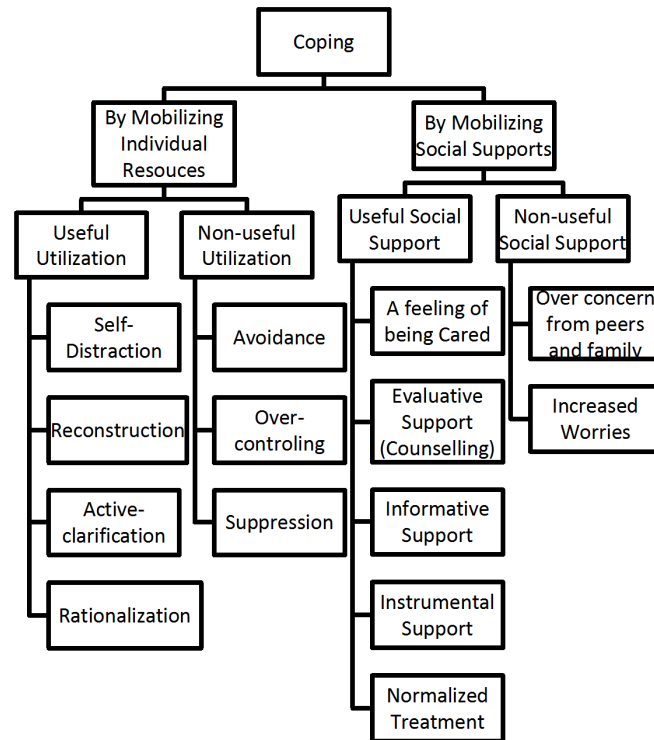 Coping
By Mobilizing
Individual
Resouces
By Mobilizing
Social Supports
Useful
Utilization
Non-useful
Utilization
Useful Social
Support
Non-useful
Social Support
Self-
Distraction
Reconstruction
Active-
clarification
Rationalization
Avoidance
Over-
controling
Suppression
A feeling of
being Cared
Evaluative
Support
(Counselling)
Informative
Support
Instrumental
Support
Normalized
Treatment
Over concern
from peers
and family
Increased
Worries